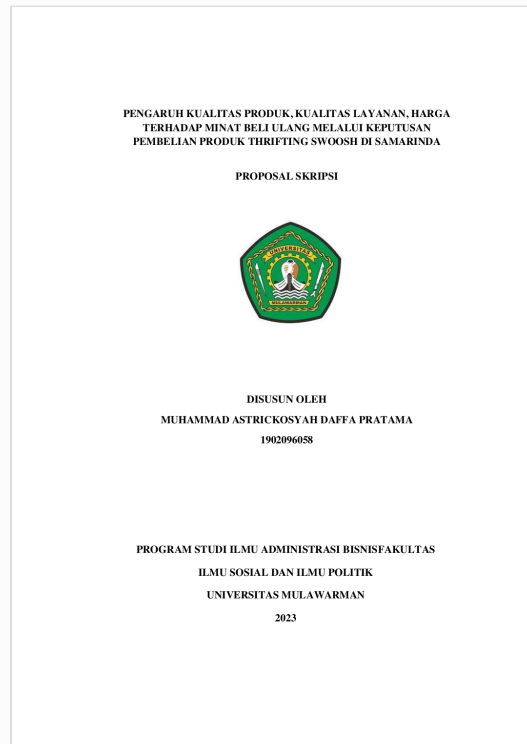 PENGARUH KUALITAS PRODUK, KUALITAS LAYANAN, HARGA
TERHADAP MINAT BELI ULANG MELALUI KEPUTUSAN
PEMBELIAN PRODUK THRIFTING SWOOSH DI SAMARINDA
PROPOSAL SKRIPSI
UNIVERSITAS
MULAWARMAN
DISUSUN OLEH
MUHAMMAD ASTRICKOSYAH DAFFA PRATAMA
1902096058
PROGRAM STUDI ILMU ADMINISTRASI BISNISFAKULTAS
ILMU SOSIAL DAN ILMU POLITIK
UNIVERSITAS MULAWARMAN
2023